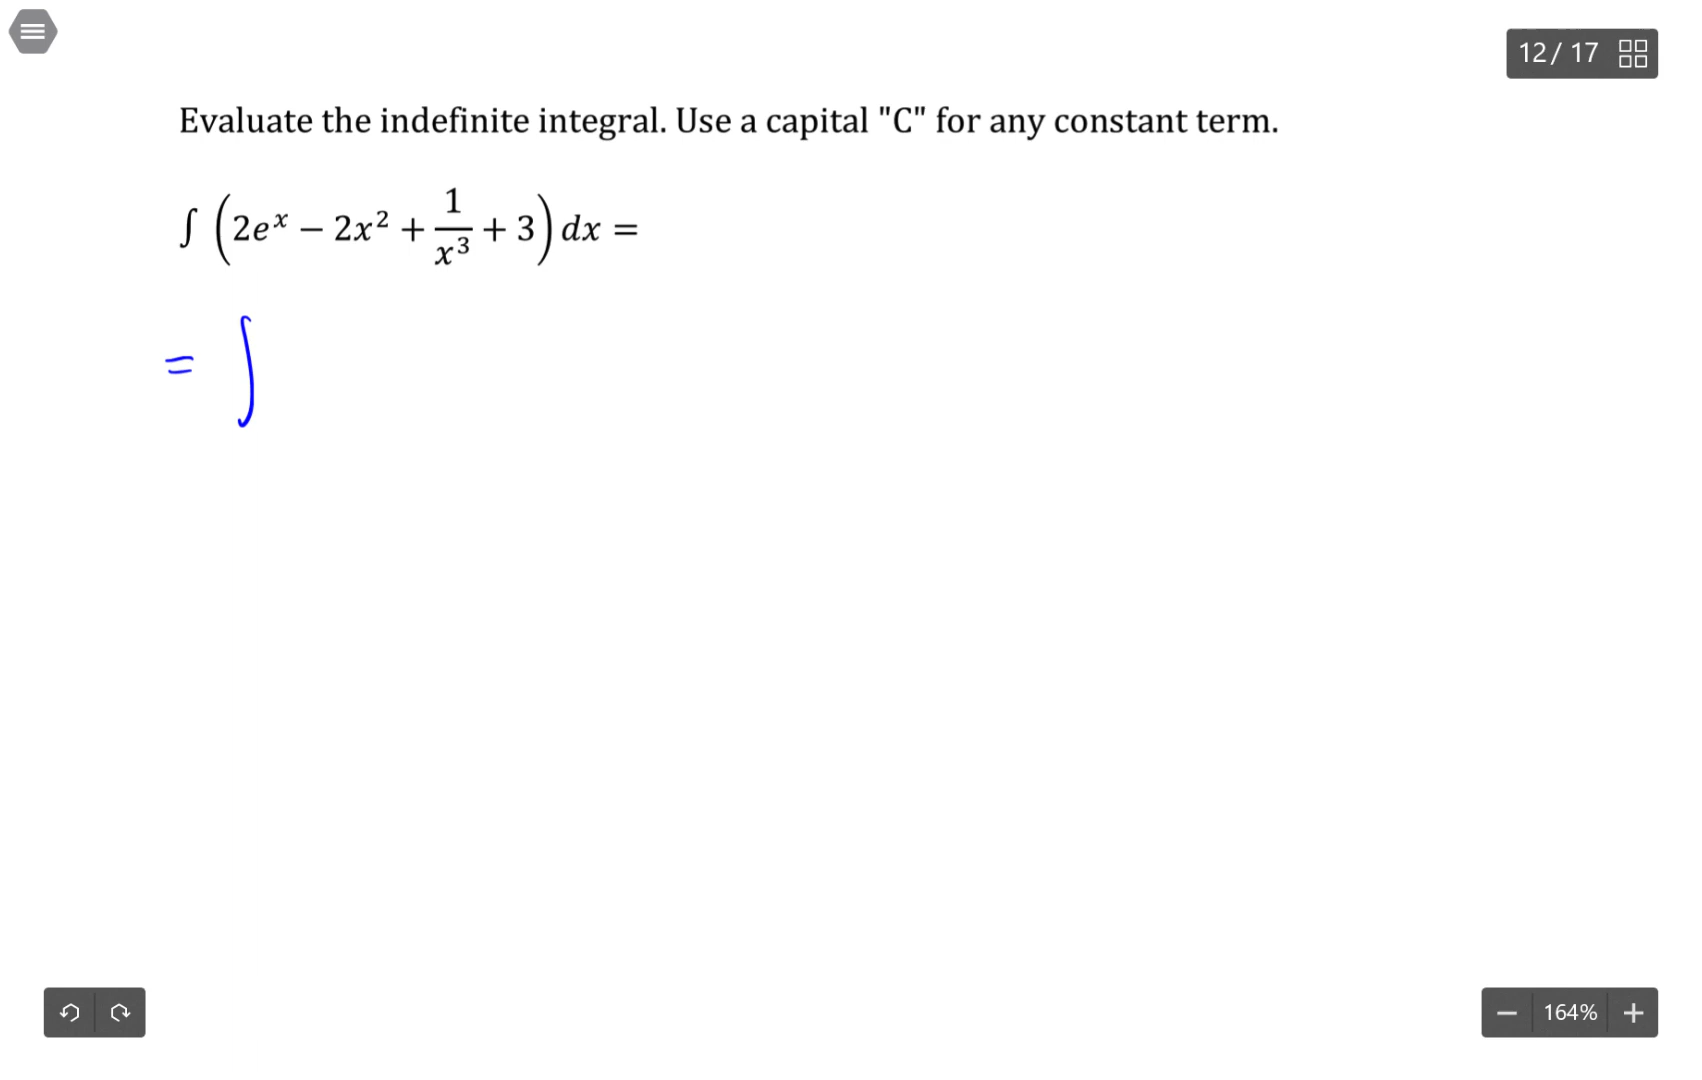 12 / 17
Evaluate the indefinite integral. Use a capital "C" for any constant term.
∫ (2eˣ − 2x² + 1/x³ + 3) dx =
= ∫
164%